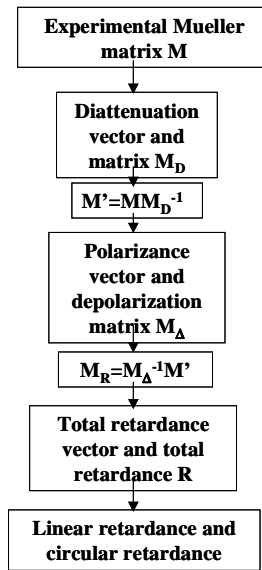 Experimental Mueller
matrix M
Diattenuation
vector and
matrix M_D
M'=MM_D⁻¹
Polarizance
vector and
depolarization
matrix M_Δ
M_R=M_Δ⁻¹M'
Total retardance
vector and total
retardance R
Linear retardance and
circular retardance